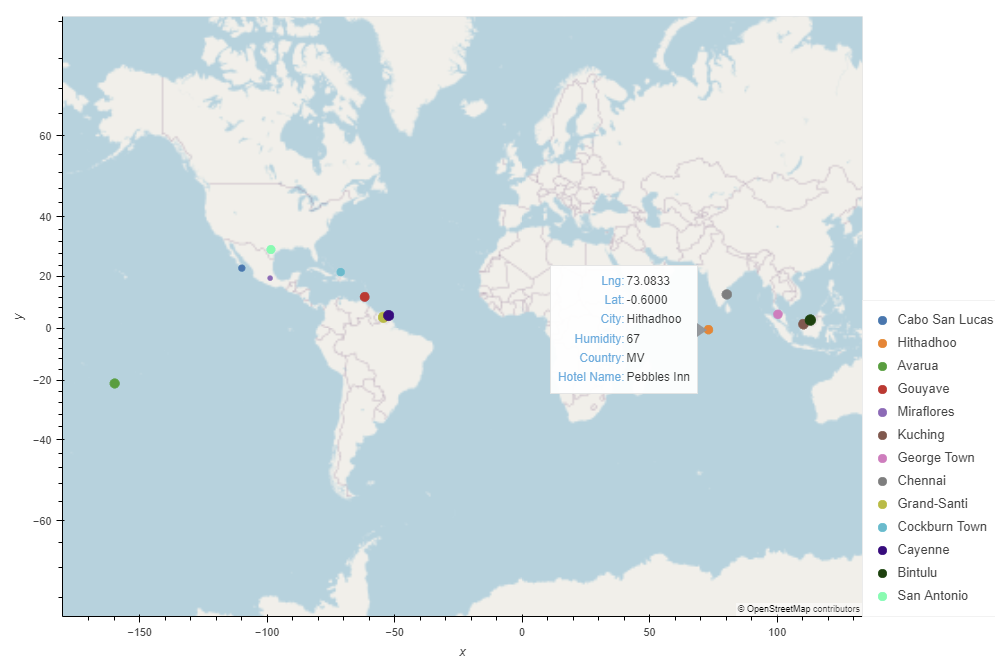 60
40
20
0
−20
−40
−60
y
−150
−100
−50
0
50
100
x
Lng: 73.0833
Lat: -0.6000
City: Hithadhoo
Humidity: 67
Country: MV
Hotel Name: Pebbles Inn
© OpenStreetMap contributors
Cabo San Lucas
Hithadhoo
Avarua
Gouyave
Miraflores
Kuching
George Town
Chennai
Grand-Santi
Cockburn Town
Cayenne
Bintulu
San Antonio